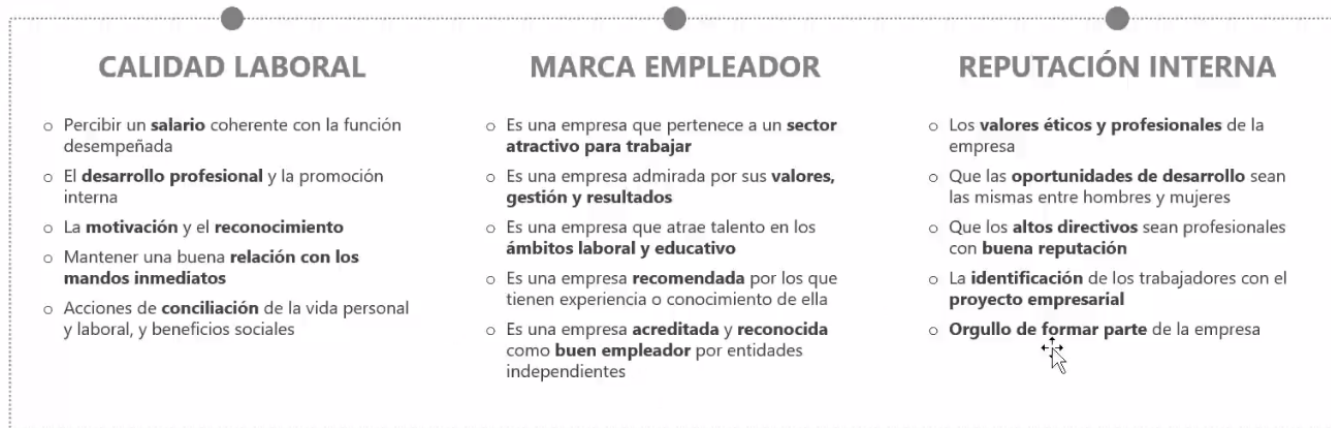 CALIDAD LABORAL
o Percibir un salario coherente con la función
desempeñada
o El desarrollo profesional y la promoción
interna
o La motivación y el reconocimiento
o Mantener una buena relación con los
mandos inmediatos
o Acciones de conciliación de la vida personal
y laboral, y beneficios sociales
MARCA EMPLEADOR
o Es una empresa que pertenece a un sector
atractivo para trabajar
o Es una empresa admirada por sus valores,
gestión y resultados
o Es una empresa que atrae talento en los
ámbitos laboral y educativo
o Es una empresa recomendada por los que
tienen experiencia o conocimiento de ella
o Es una empresa acreditada y reconocida
como buen empleador por entidades
independientes
REPUTACIÓN INTERNA
o Los valores éticos y profesionales de la
empresa
o Que las oportunidades de desarrollo sean
las mismas entre hombres y mujeres
o Que los altos directivos sean profesionales
con buena reputación
o La identificación de los trabajadores con el
proyecto empresarial
o Orgullo de formar parte de la empresa